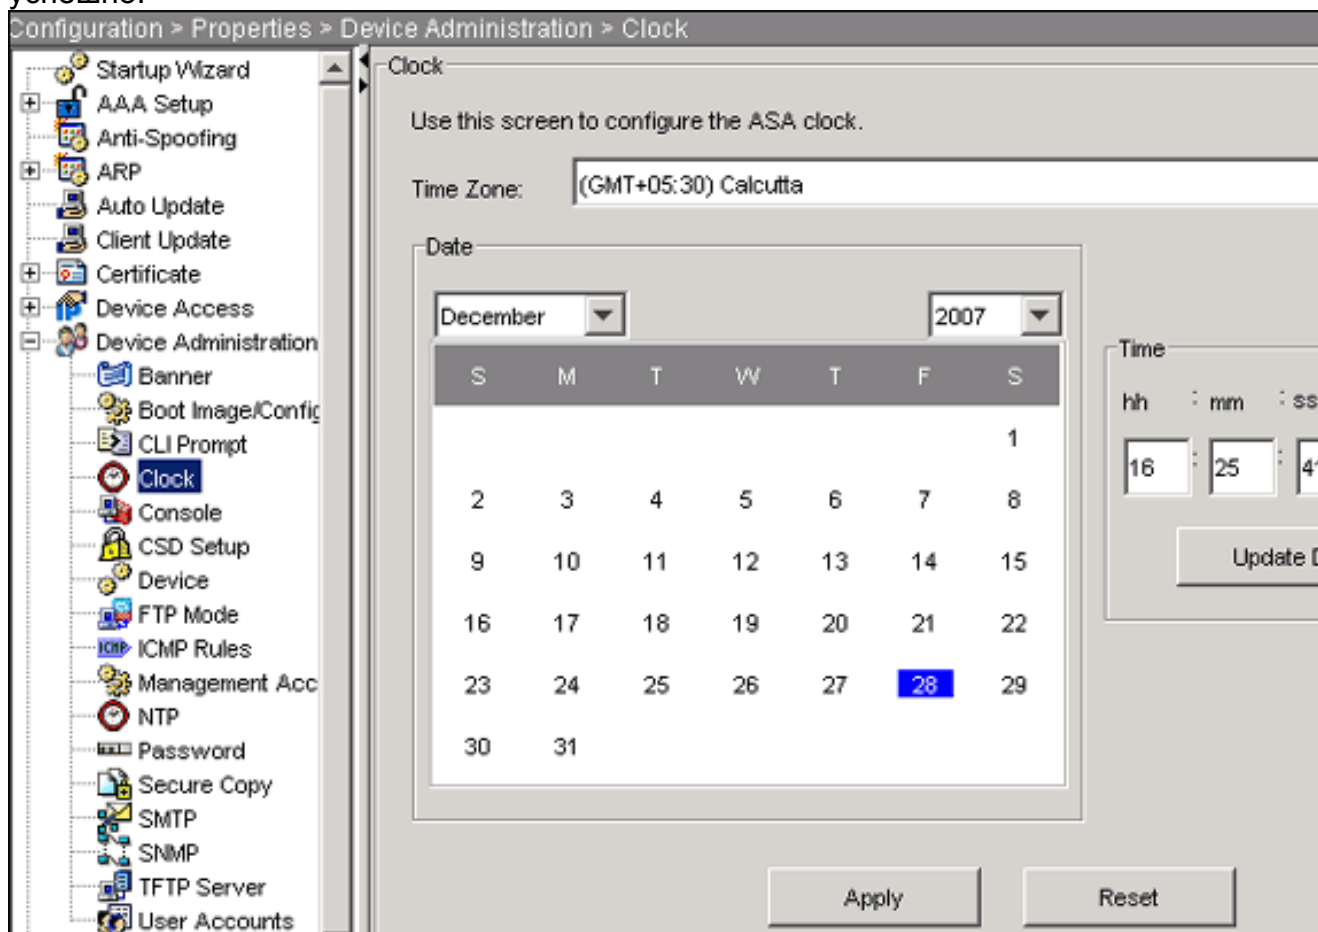 успешно.
Configuration > Properties > Device Administration > Clock
Startup Wizard
AAA Setup
Anti-Spoofing
ARP
Auto Update
Client Update
Certificate
Device Access
Device Administration
Banner
Boot Image/Config
CLI Prompt
Clock
Console
CSD Setup
Device
FTP Mode
ICMP ICMP Rules
Management Acc
NTP
Password
Secure Copy
SMTP
SNMP
TFTP Server
User Accounts
Clock
Use this screen to configure the ASA clock.
Time Zone: (GMT+05:30) Calcutta
Date
December 2007
S M T W T F S
1
2 3 4 5 6 7 8
9 10 11 12 13 14 15
16 17 18 19 20 21 22
23 24 25 26 27 28 29
30 31
Time
hh : mm : ss
16 : 25 : 41
Update D
Apply Reset